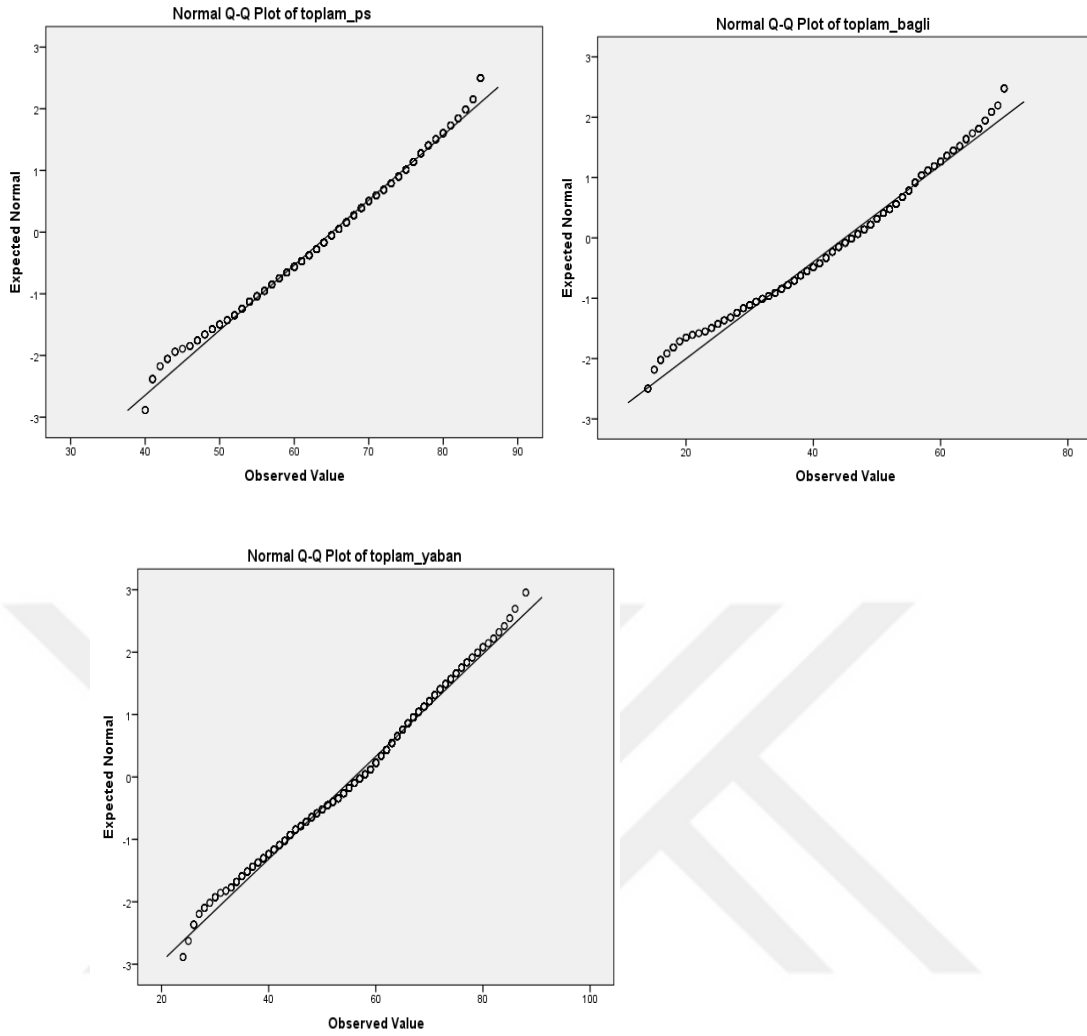 Normal Q-Q Plot of toplam_ps
3
2
1
0
-1
-2
-3
Expected Normal
30 40 50 60 70 80 90
Observed Value
Normal Q-Q Plot of toplam_bagli
3
2
1
0
-1
-2
-3
Expected Normal
20 40 60 80
Observed Value
Normal Q-Q Plot of toplam_yaban
3
2
1
0
-1
-2
-3
Expected Normal
20 40 60 80 100
Observed Value